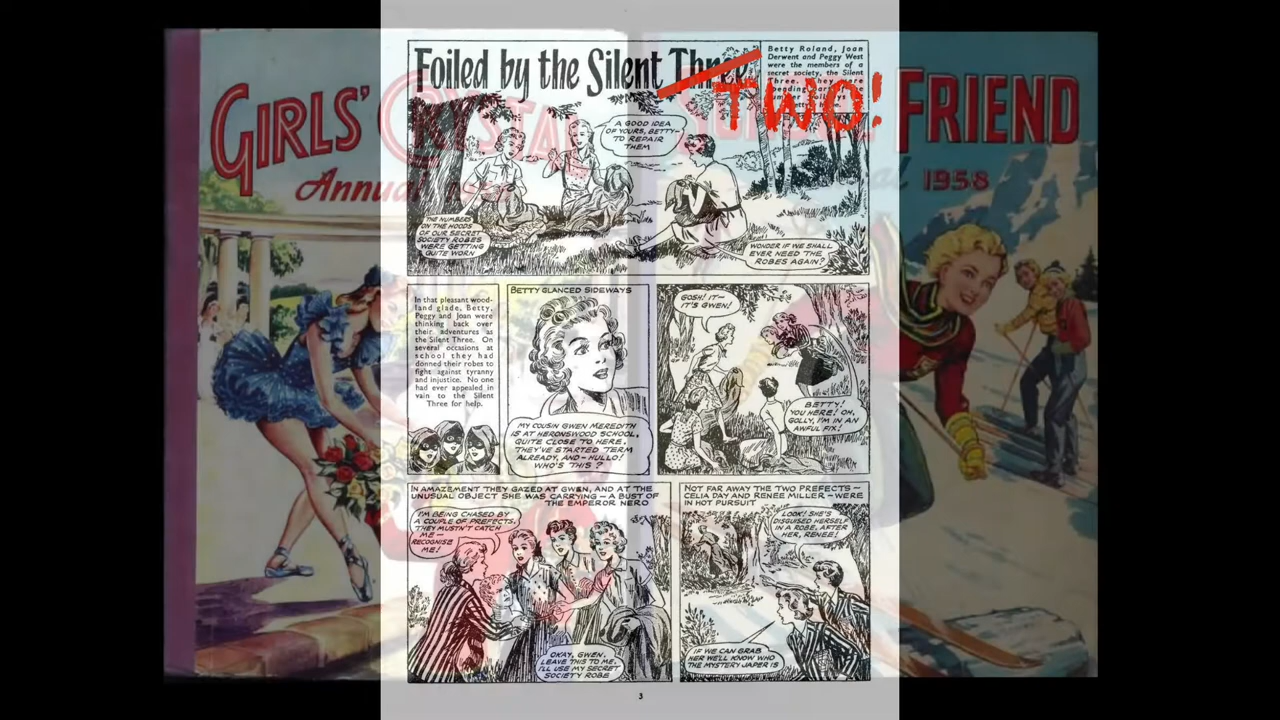 GIRLS' CRYSTAL
Annual
FRIEND
1958
Foiled by the Silent Three
TWO!
Betty Roland, Joan
Derwent and Peggy West
were the members of a
secret society, the Silent
A GOOD IDEA
OF YOURS, BETTY-
TO REPAIR
THEM
THE NUMBERS
ON THE HOODS
OF OUR SECRET
SOCIETY ROBES
WERE GETTING
QUITE WORN
WONDER IF WE SHALL
EVER NEED THE
ROBES AGAIN?
In that pleasant wood-
land glade, Betty,
Peggy and Joan were
thinking back over
their adventures as
the Silent Three. On
several occasions at
school they had
donned their robes to
fight against tyranny
and injustice. No one
had ever appealed in
vain to the Silent
Three for help.
BETTY GLANCED SIDEWAYS
MY COUSIN GWEN MEREDITH
IS AT HERONSWOOD SCHOOL,
QUITE CLOSE TO HERE.
THEY'VE STARTED TERM
ALREADY, AND - HULLO!
WHO'S THIS?
GOSH! IT-
IT'S GWEN!
BETTY!
YOU HERE! OH,
GOLLY, I'M IN AN
AWFUL FIX!
IN AMAZEMENT THEY GAZED AT GWEN, AND AT THE
UNUSUAL OBJECT SHE WAS CARRYING - A BUST OF
THE EMPEROR NERO
I'M BEING CHASED BY
A COUPLE OF PREFECTS.
THEY MUSTN'T CATCH
ME -
RECOGNISE
ME!
OKAY, GWEN.
LEAVE THIS TO ME.
I'LL USE MY SECRET
SOCIETY ROBE
NOT FAR AWAY THE TWO PREFECTS -
CELIA DAY AND RENEE MILLER - WERE
IN HOT PURSUIT
LOOK! SHE'S
DISGUISED HERSELF
IN A ROBE. AFTER
HER, RENEE!
IF WE CAN GRAB
HER WE'LL KNOW WHO
THE MYSTERY JAPER IS
3